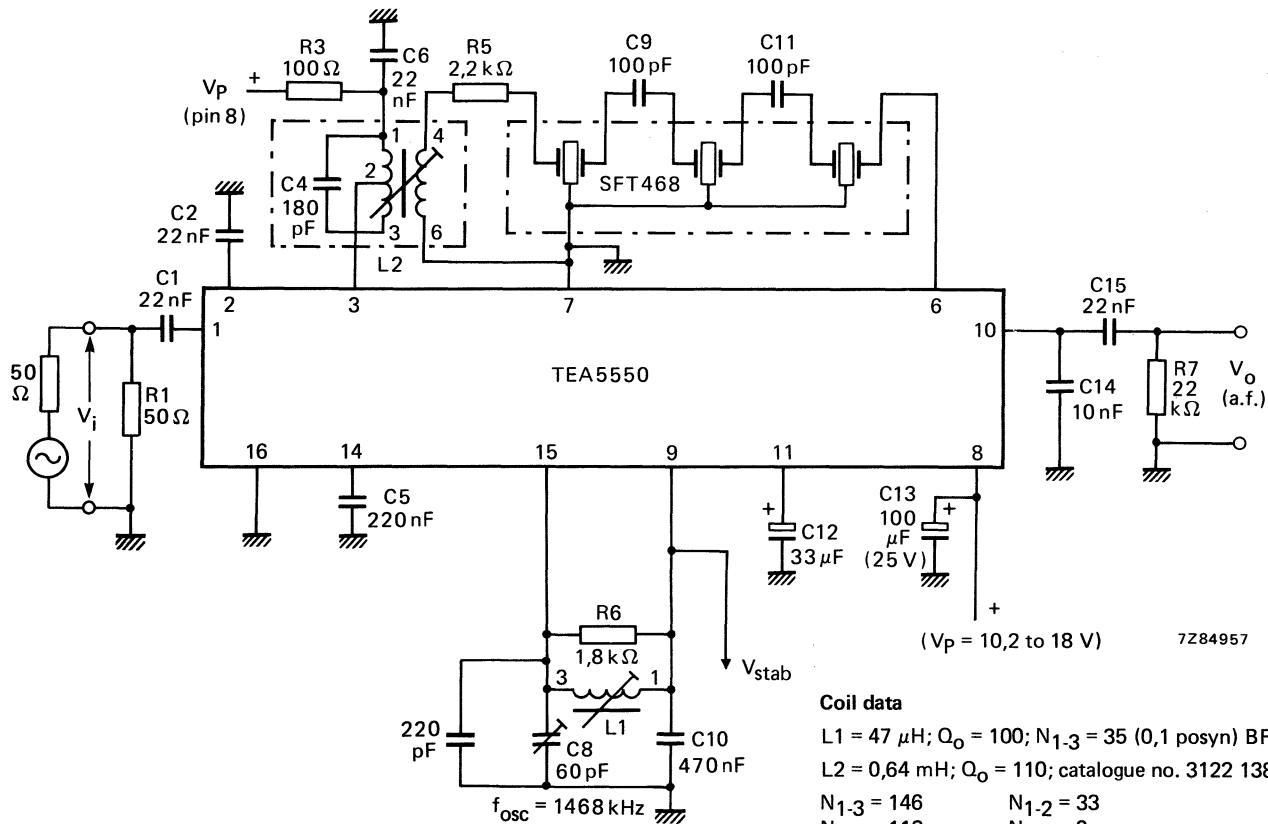 R3
100 Ω
C6
22
nF
R5
2,2 kΩ
C9
100 pF
C11
100 pF
VP +
(pin 8)
1
4
2
C4
180
pF
3
6
L2
SFT468
C2
22 nF
C1
22 nF
2
3
7
6
1
10
TEA5550
C15
22 nF
50
Ω
Vi
R1
50 Ω
C14
10 nF
R7
22
kΩ
Vo
(a.f.)
16
14
15
9
11
8
C5
220 nF
+
C12
33 μF
C13
100
μF
(25 V)
+
+
(VP = 10,2 to 18 V)
7Z84957
R6
1,8 kΩ
Vstab
3
1
L1
220
pF
C8
60 pF
C10
470 nF
fosc = 1468 kHz
Coil data
L1 = 47 μH; Qo = 100; N1-3 = 35 (0,1 posyn) BF
L2 = 0,64 mH; Qo = 110; catalogue no. 3122 138
N1-3 = 146 N1-2 = 33